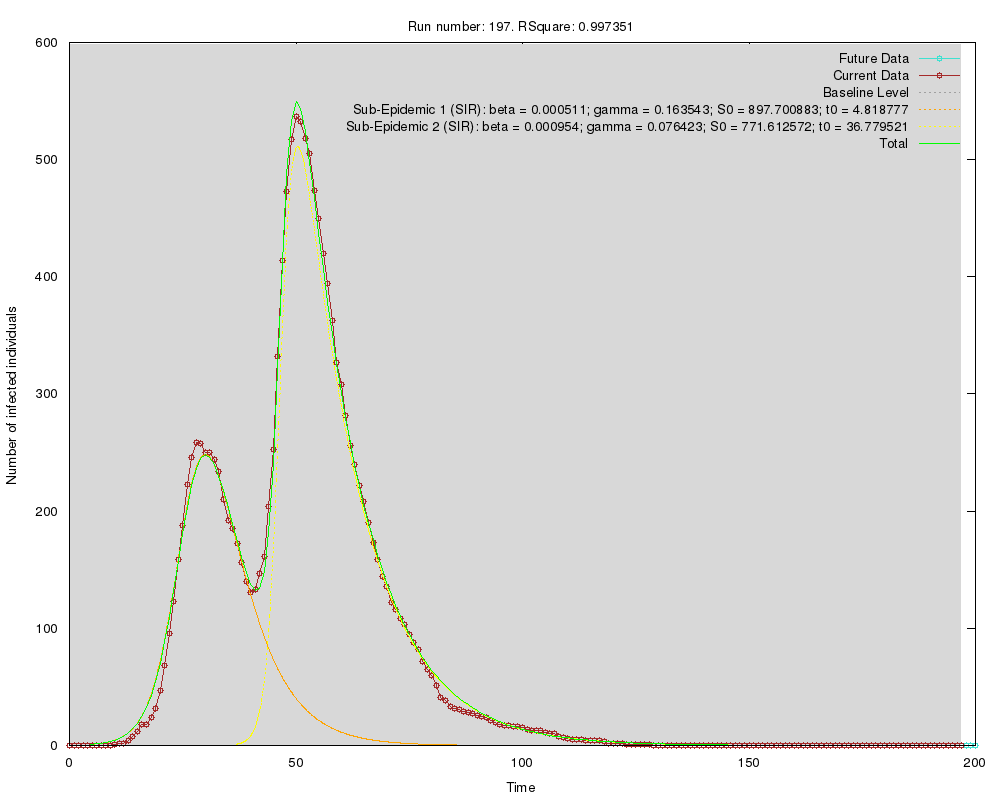 Run number: 197. RSquare: 0.997351
600
500
400
300
200
100
0
Number of infected individuals
Future Data
Current Data
Baseline Level
Sub-Epidemic 1 (SIR): beta = 0.000511; gamma = 0.163543; S0 = 897.700883; t0 = 4.818777
Sub-Epidemic 2 (SIR): beta = 0.000954; gamma = 0.076423; S0 = 771.612572; t0 = 36.779521
Total
0 50 100 150 200
Time